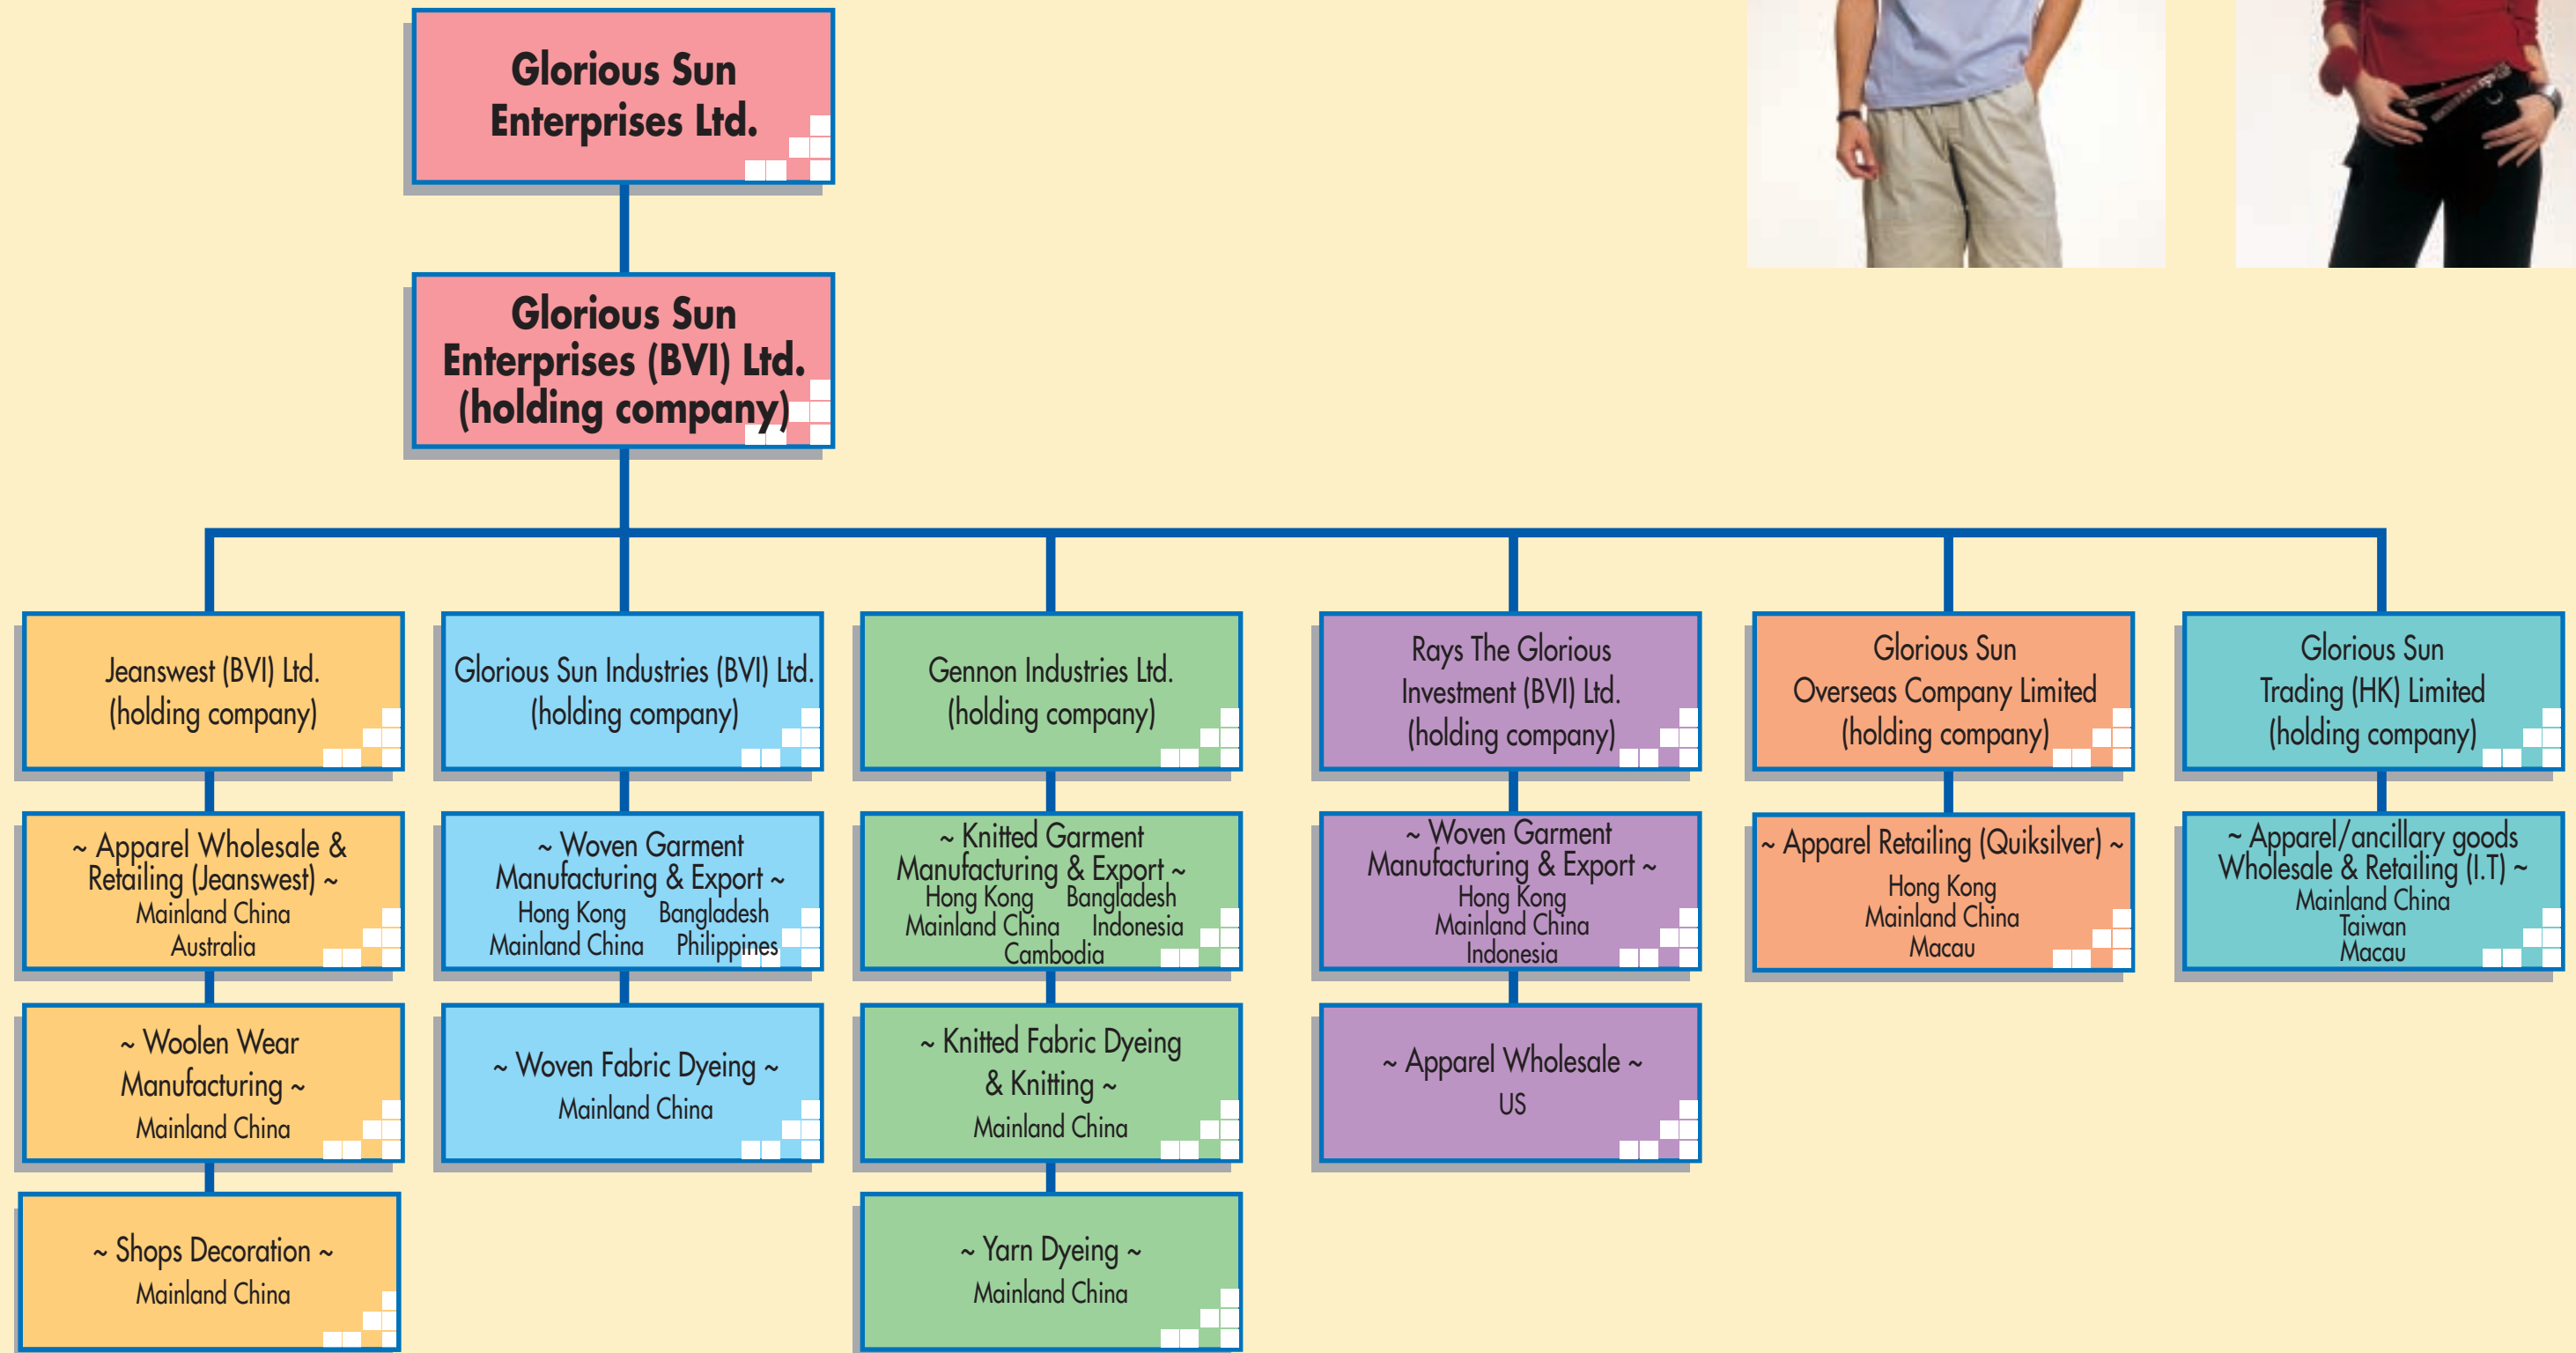 Glorious Sun
Enterprises Ltd.
Glorious Sun
Enterprises (BVI) Ltd.
(holding company)
Jeanswest (BVI) Ltd.
(holding company)
~ Apparel Wholesale &
Retailing (Jeanswest) ~
Mainland China
Australia
~ Woolen Wear
Manufacturing ~
Mainland China
~ Shops Decoration ~
Mainland China
Glorious Sun Industries (BVI) Ltd.
(holding company)
~ Woven Garment
Manufacturing & Export ~
Hong Kong Bangladesh
Mainland China Philippines
~ Woven Fabric Dyeing ~
Mainland China
Gennon Industries Ltd.
(holding company)
~ Knitted Garment
Manufacturing & Export ~
Hong Kong Bangladesh
Mainland China Indonesia
Cambodia
~ Knitted Fabric Dyeing
& Knitting ~
Mainland China
~ Yarn Dyeing ~
Mainland China
Rays The Glorious
Investment (BVI) Ltd.
(holding company)
~ Woven Garment
Manufacturing & Export ~
Hong Kong
Mainland China
Indonesia
~ Apparel Wholesale ~
US
Glorious Sun
Overseas Company Limited
(holding company)
~ Apparel Retailing (Quiksilver) ~
Hong Kong
Mainland China
Macau
Glorious Sun
Trading (HK) Limited
(holding company)
~ Apparel/ancillary goods
Wholesale & Retailing (I.T) ~
Mainland China
Taiwan
Macau